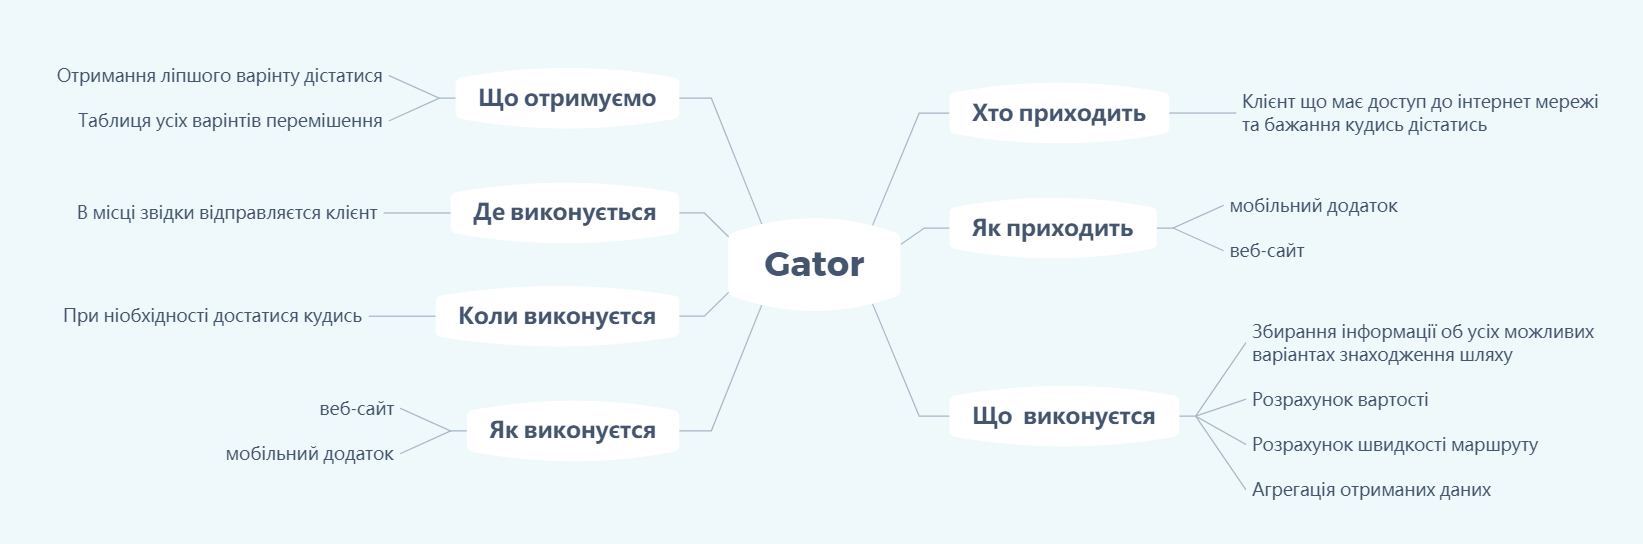 Отримання ліпшого варінту дістатися
Таблиця усіх варінтів перемішення
Що отримуємо
В місці звідки відправляєтся клієнт
Де виконується
При ніобхідності достатися кудись
Коли виконуєтся
веб-сайт
мобільний додаток
Як виконуєтся
Gator
Хто приходить
Клієнт що має доступ до інтернет мережі
та бажання кудись дістатись
Як приходить
мобільний додаток
веб-сайт
Що виконуєтся
Збирання інформації об усіх можливих
варіантах знаходження шляху
Розрахунок вартості
Розрахунок швидкості маршруту
Агрегація отриманих даних